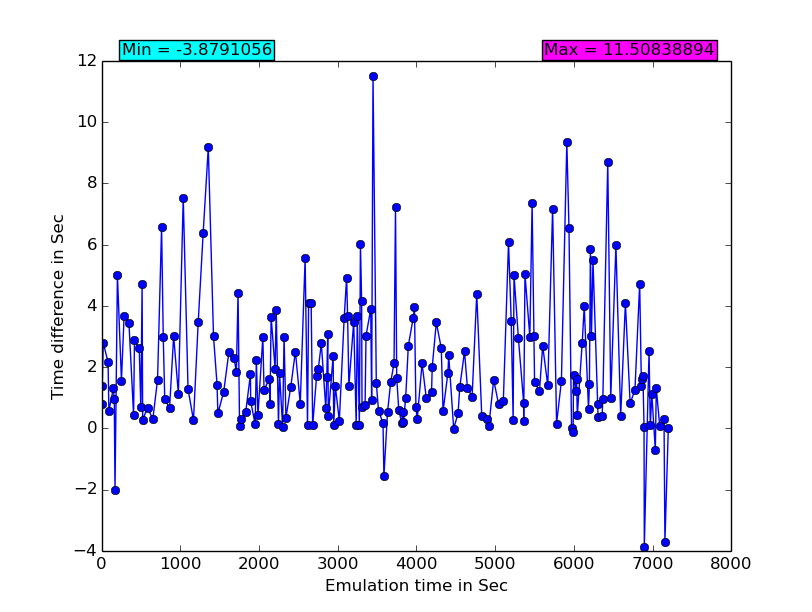 Min = -3.8791056
Max = 11.50838894
12
10
8
6
4
2
0
−2
−4
Time difference in Sec
0 1000 2000 3000 4000 5000 6000 7000 8000
Emulation time in Sec